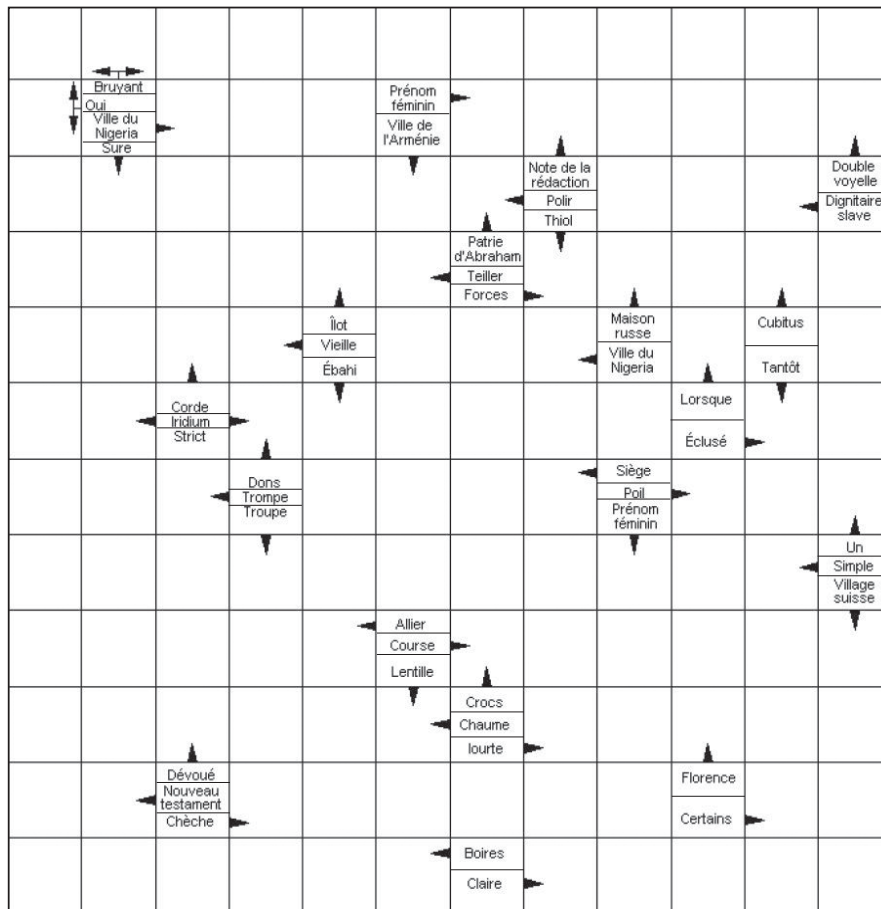 Bruyant
Oui
Ville du
Nigeria
Sure
Prénom
féminin
Ville de
l'Arménie
Note de la
rédaction
Polir
Thiol
Double
voyelle
Dignitaire
slave
Patrie
d'Abraham
Teiller
Forces
Îlot
Vieille
Ébahi
Maison
russe
Ville du
Nigeria
Cubitus
Tantôt
Corde
Iridium
Strict
Lorsque
Éclusé
Dons
Trompe
Troupe
Siège
Poil
Prénom
féminin
Un
Simple
Village
suisse
Allier
Course
Lentille
Crocs
Chaume
Iourte
Dévoué
Nouveau
testament
Chèche
Florence
Certains
Boires
Claire